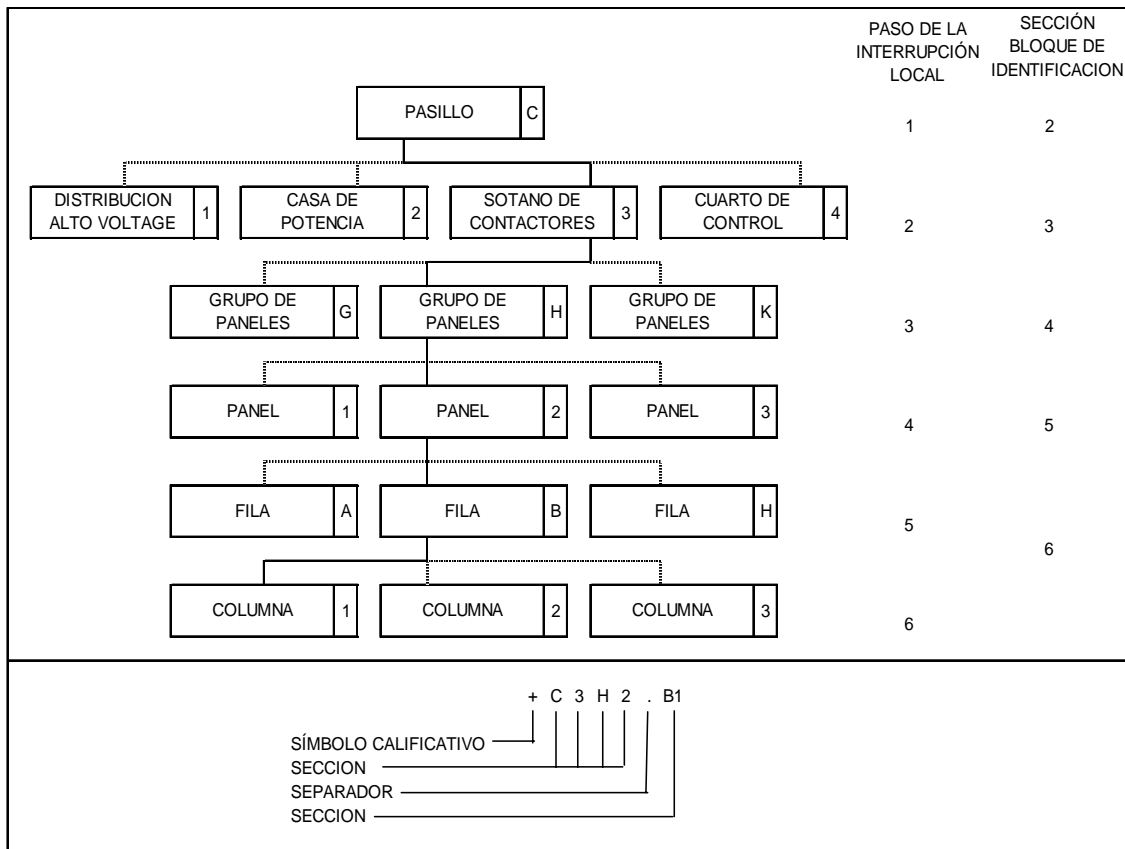 PASO DE LA
INTERRUPCIÓN
LOCAL
SECCIÓN
BLOQUE DE
IDENTIFICACION
PASILLO C 1 2
DISTRIBUCION
ALTO VOLTAGE 1
CASA DE
POTENCIA 2
SOTANO DE
CONTACTORES 3
CUARTO DE
CONTROL 4
2 3
GRUPO DE
PANELES G
GRUPO DE
PANELES H
GRUPO DE
PANELES K
3 4
PANEL 1 PANEL 2 PANEL 3 4 5
FILA A FILA B FILA H 5
6
COLUMNA 1 COLUMNA 2 COLUMNA 3 6
+ C 3 H 2 . B1
SÍMBOLO CALIFICATIVO
SECCION
SEPARADOR
SECCION